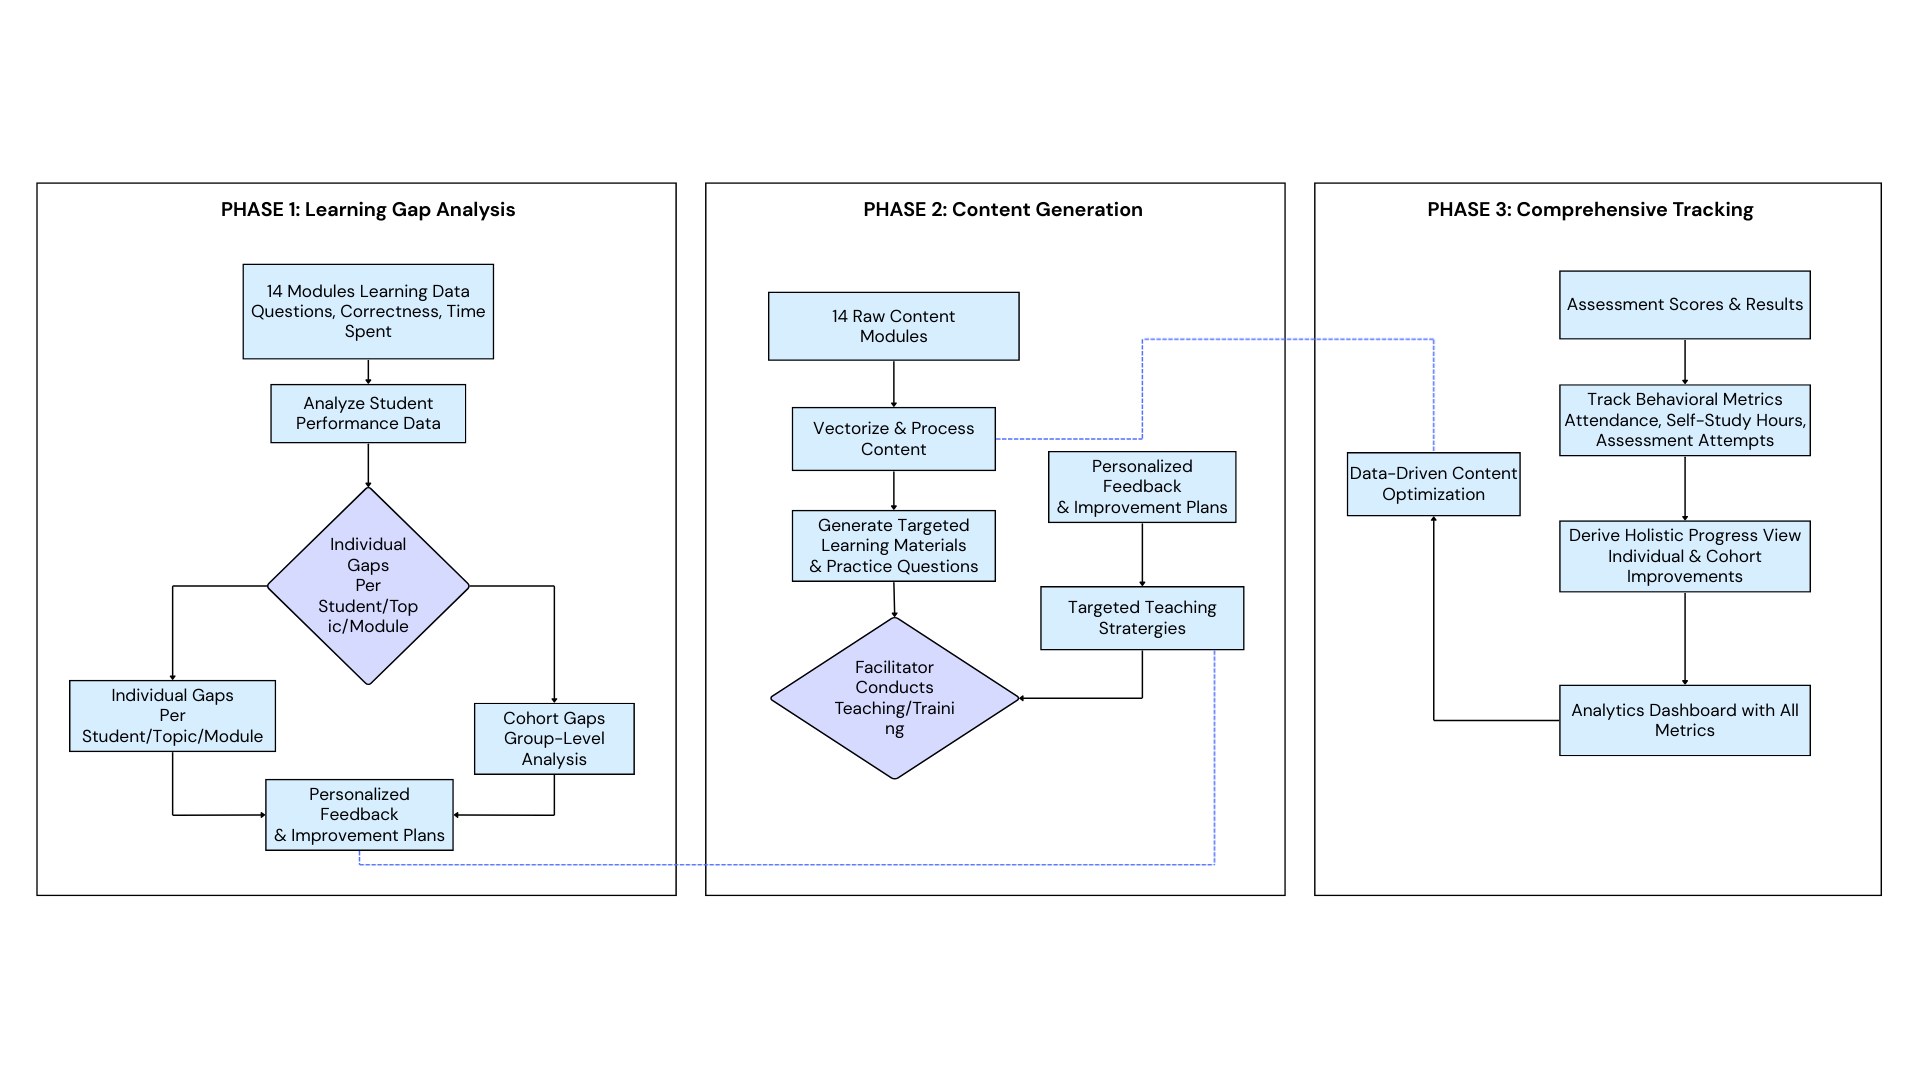 PHASE 1: Learning Gap Analysis
14 Modules Learning Data
Questions, Correctness, Time
Spent
Analyze Student
Performance Data
Individual
Gaps
Per
Student/Top
ic/Module
Individual Gaps
Per
Student/Topic/Module
Cohort Gaps
Group-Level
Analysis
Personalized
Feedback
& Improvement Plans
PHASE 2: Content Generation
14 Raw Content
Modules
Vectorize & Process
Content
Generate Targeted
Learning Materials
& Practice Questions
Personalized
Feedback
& Improvement Plans
Targeted Teaching
Stratergies
Facilitator
Conducts
Teaching/Traini
ng
PHASE 3: Comprehensive Tracking
Assessment Scores & Results
Track Behavioral Metrics
Attendance, Self-Study Hours,
Assessment Attempts
Data-Driven Content
Optimization
Derive Holistic Progress View
Individual & Cohort
Improvements
Analytics Dashboard with All
Metrics